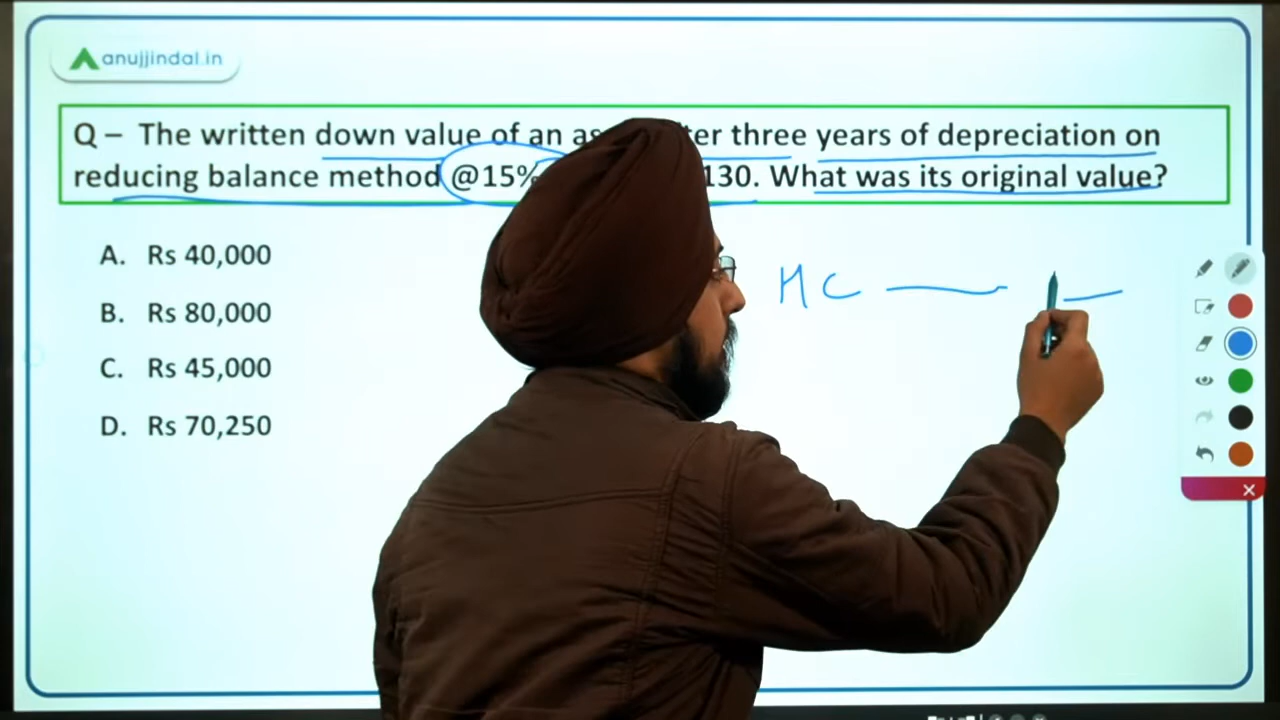 anujjindal.in
Q – The written down value of an as ter three years of depreciation on
reducing balance method @15% 130. What was its original value?
A. Rs 40,000
B. Rs 80,000
C. Rs 45,000
D. Rs 70,250
MC